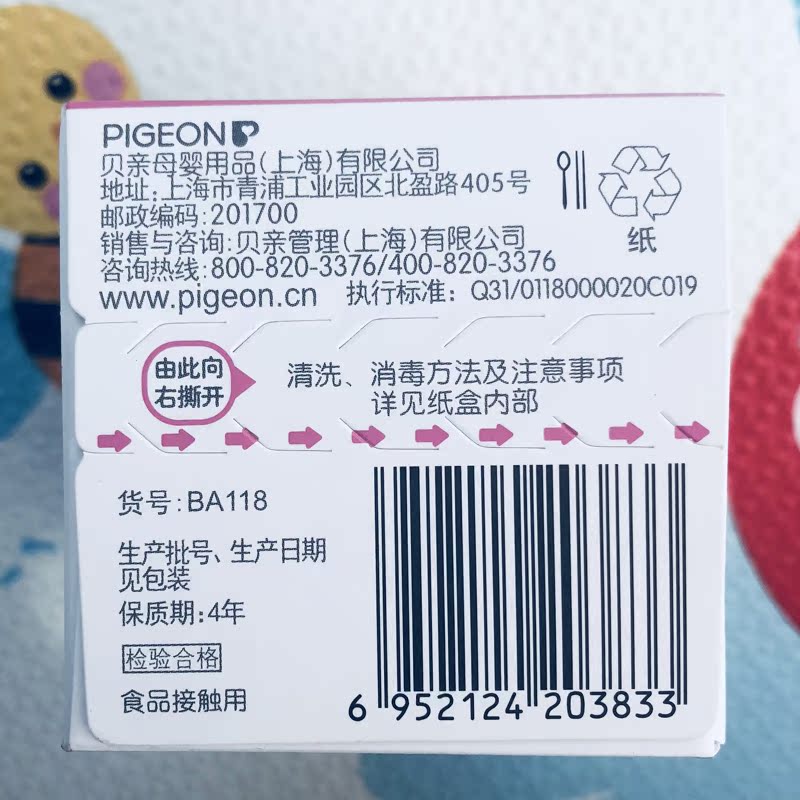 PIGEON
贝亲母婴用品(上海)有限公司
地址:上海市青浦工业园区北盈路405号
邮政编码:201700
销售与咨询:贝亲管理(上海)有限公司
咨询热线:800-820-3376/400-820-3376
www.pigeon.cn 执行标准: Q31/0118000020C019
纸
由此向
右撕开
清洗、消毒方法及注意事项
详见纸盒内部
货号:BA118
生产批号、生产日期
见包装
保质期:4年
检验合格
食品接触用
6 952124 203833